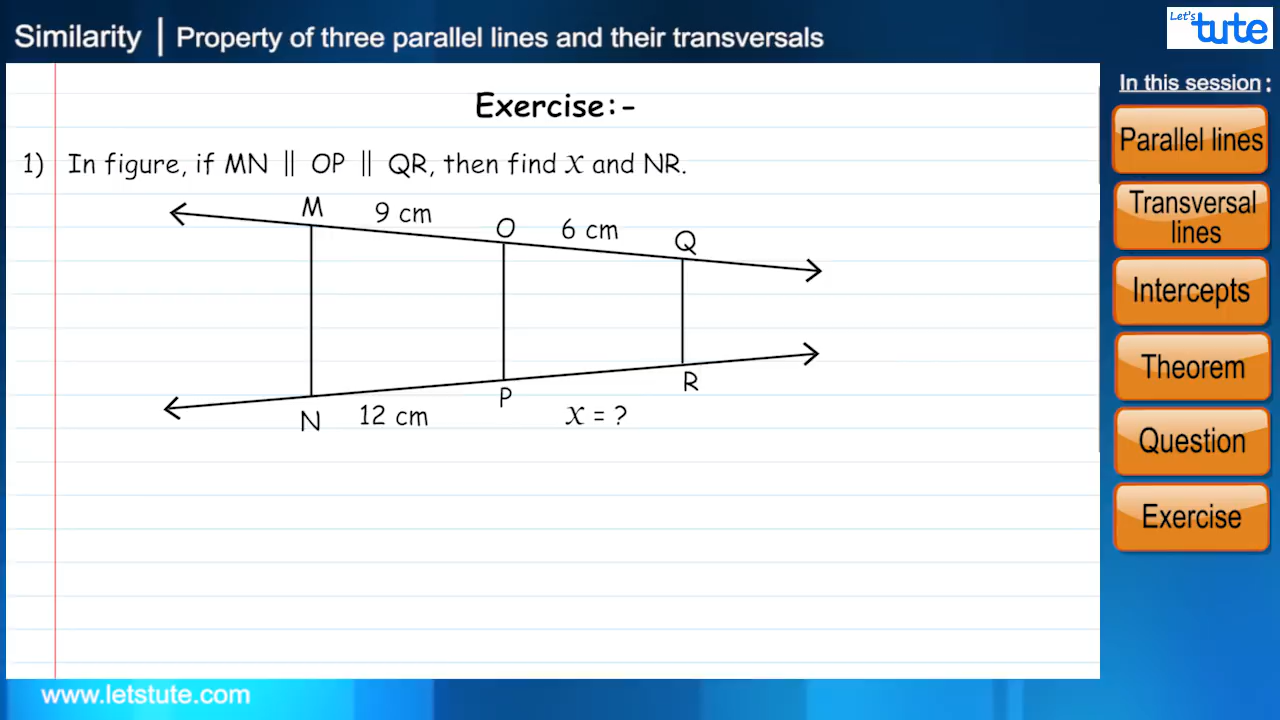 Similarity | Property of three parallel lines and their transversals
Let's tute
In this session:
Parallel lines
Transversal
lines
Intercepts
Theorem
Question
Exercise
Exercise:-
1) In figure, if MN || OP || QR, then find x and NR.
M 9 cm O 6 cm Q
N 12 cm P x = ? R
www.letstute.com